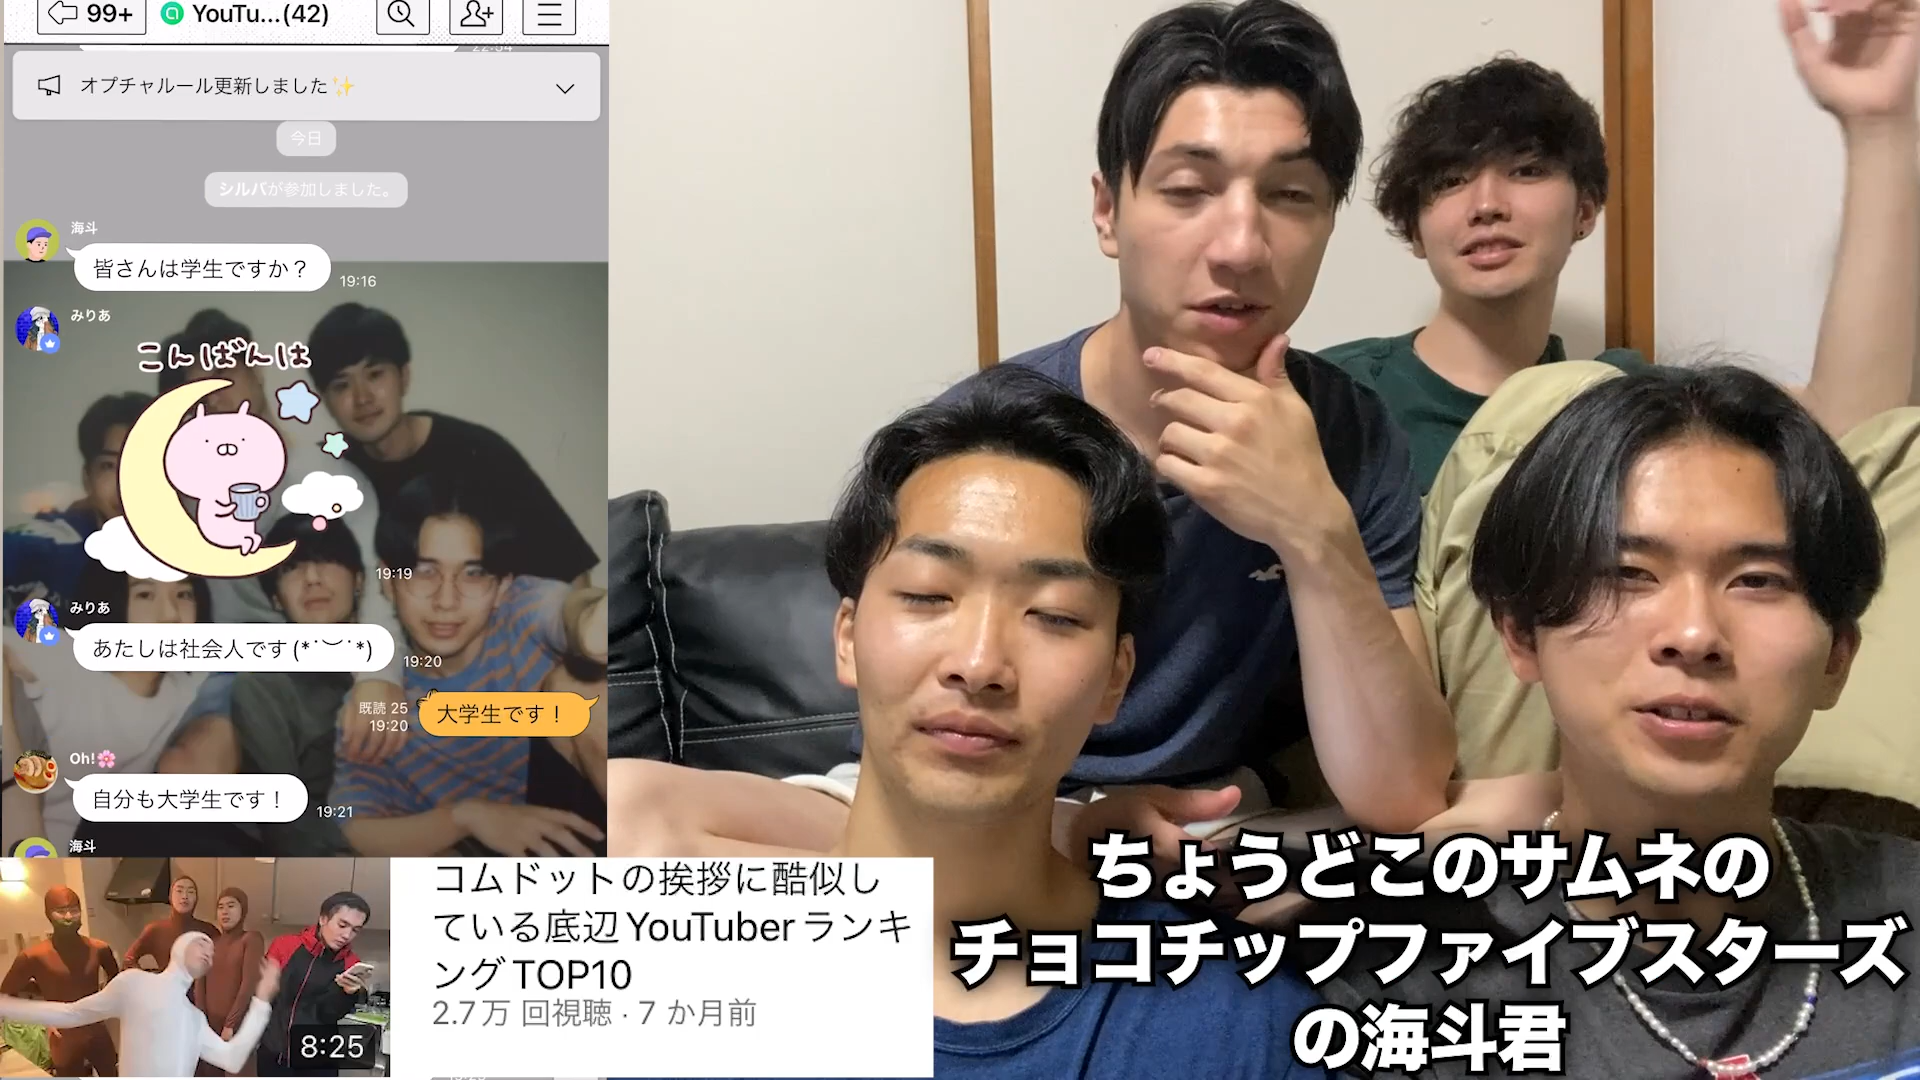 99+
YouTu...(42)
22:54
オプチャルール更新しました✨
今日
シルバが参加しました。
海斗
皆さんは学生ですか？
19:16
みりあ
こんばんは
19:19
みりあ
あたしは社会人です(*˙︶˙*)
19:20
既読 25
19:20
大学生です！
Oh!🌸
自分も大学生です！
19:21
海斗
コムドットの挨拶に酷似し
ている底辺YouTuberランキ
ングTOP10
2.7万 回視聴 · 7 か月前
8:25
ちょうどこのサムネの
チョコチップファイブスターズ
の海斗君